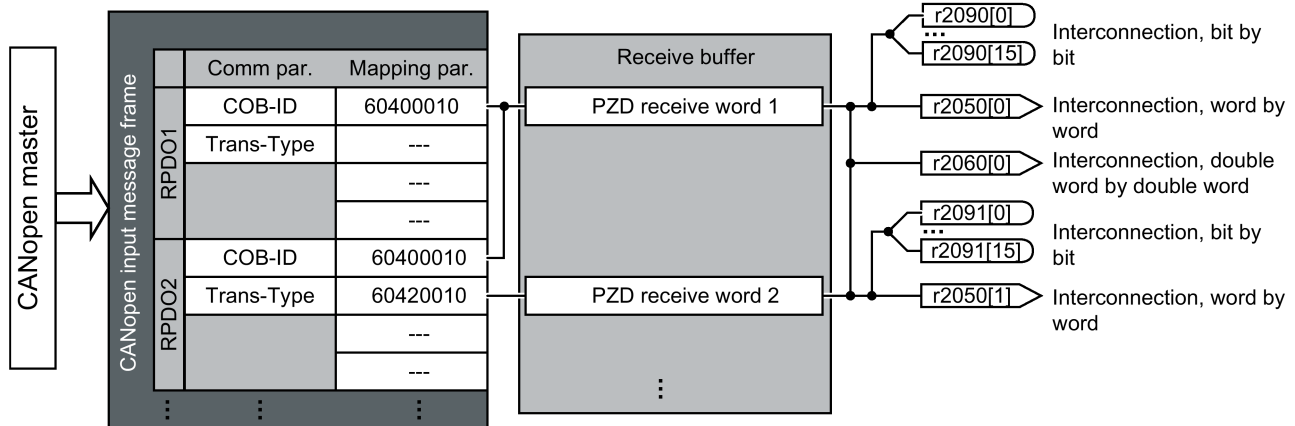 CANopen master
CANopen input message frame
Comm par. Mapping par.
RPDO1
COB-ID 60400010
Trans-Type ---
---
---
RPDO2
COB-ID 60400010
Trans-Type 60420010
---
---
⋮ ⋮ ⋮
Receive buffer
PZD receive word 1
PZD receive word 2
⋮
r2090[0]
...
r2090[15]
Interconnection, bit by
bit
r2050[0]
Interconnection, word by
word
r2060[0]
Interconnection, double
word by double word
r2091[0]
...
r2091[15]
Interconnection, bit by
bit
r2050[1]
Interconnection, word by
word